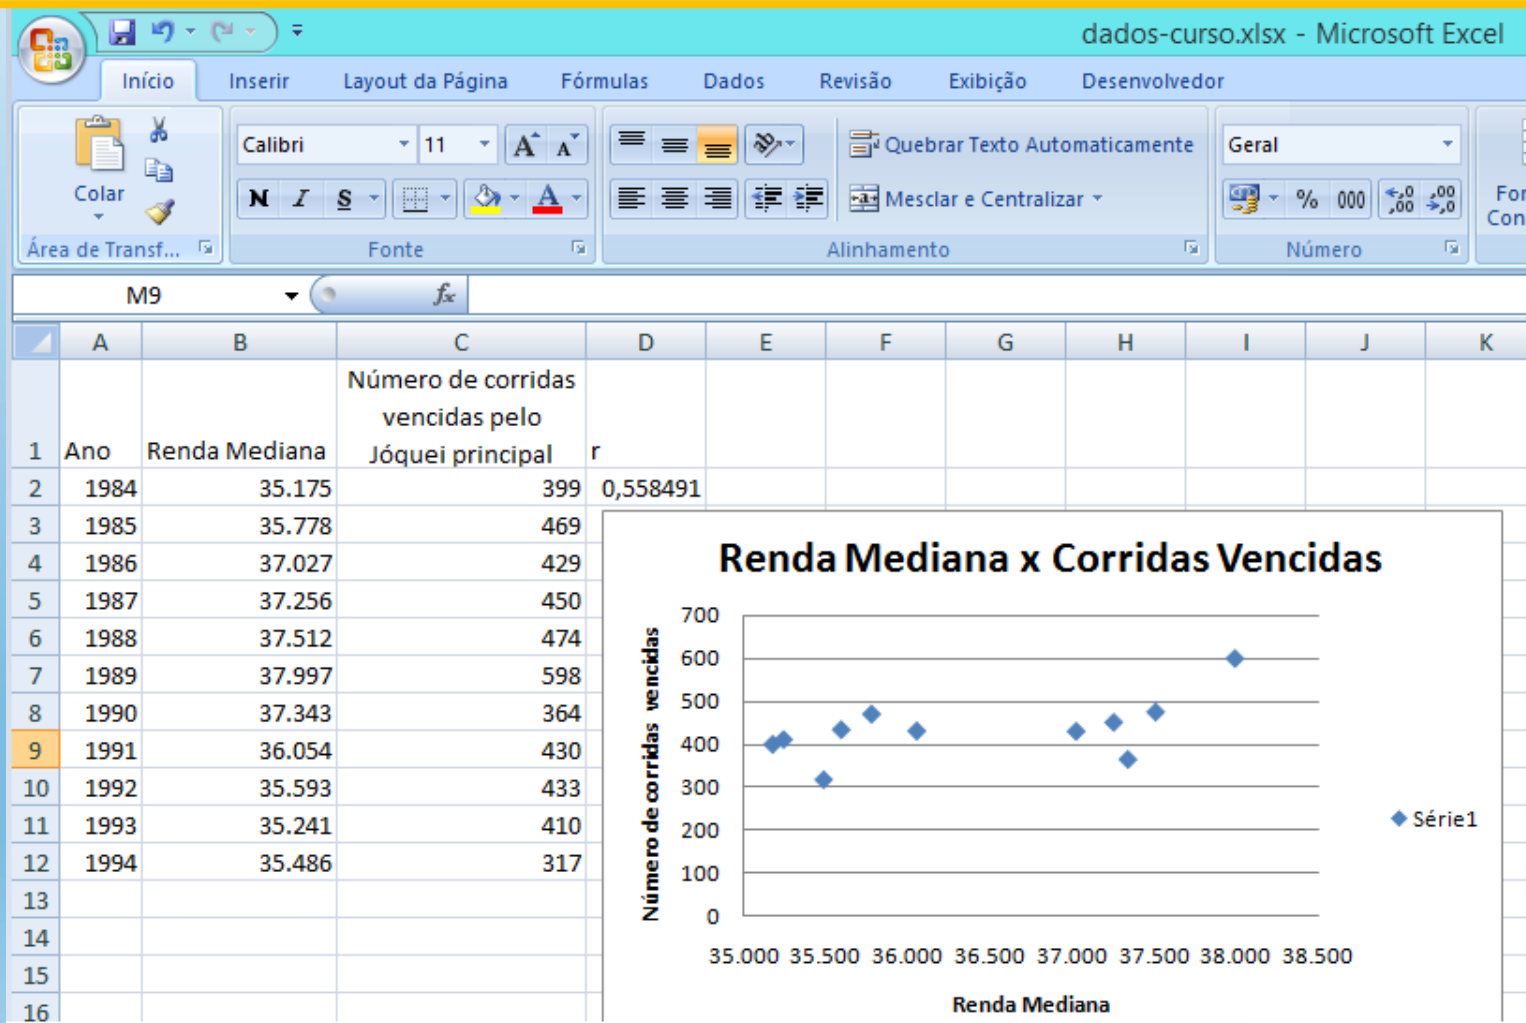 dados-curso.xlsx - Microsoft Excel
Início Inserir Layout da Página Fórmulas Dados Revisão Exibição Desenvolvedor
Calibri 11 A A Quebrar Texto Automaticamente Geral
Colar N I S A Mesclar e Centralizar % 000 ,0 ,00 ,00 ,0
Área de Transf... Fonte Alinhamento Número
M9 fx
A B C D E F G H I J K
Número de corridas
vencidas pelo
1 Ano Renda Mediana Jóquei principal r
2 1984 35.175 399 0,558491
3 1985 35.778 469
4 1986 37.027 429
5 1987 37.256 450
6 1988 37.512 474
7 1989 37.997 598
8 1990 37.343 364
9 1991 36.054 430
10 1992 35.593 433
11 1993 35.241 410
12 1994 35.486 317
13
14
15
16
Renda Mediana x Corridas Vencidas
Número de corridas vencidas
700
600
500
400
300
200
100
0
35.000 35.500 36.000 36.500 37.000 37.500 38.000 38.500
Renda Mediana
Série1